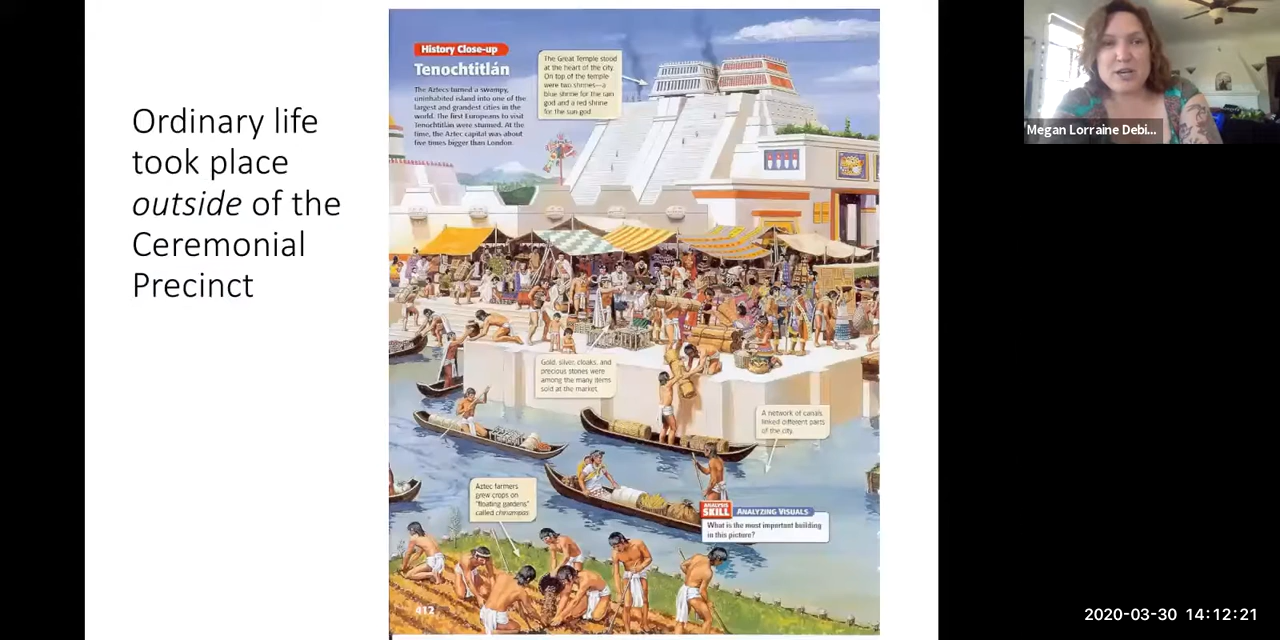 Ordinary life
took place
outside of the
Ceremonial
Precinct
History Close-up
Tenochtitlán
The Aztecs turned a swampy,
uninhabited island into one of the
largest and grandest cities in the
world. The first Europeans to visit
Tenochtitlán were stunned. At the
time, the Aztec capital was about
five times bigger than London.
The Great Temple stood
at the heart of the city.
On top of the temple
were two shrines—a
blue shrine for the rain
god and a red shrine
for the sun god.
Gold, silver, cloaks, and
precious stones were
among the many items
sold at the market.
A network of canals
linked different parts
of the city.
Aztec farmers
grew crops on
"floating gardens"
called chinampas.
ANALYSIS
SKILL
ANALYZING VISUALS
What is the most important building
in this picture?
412
Megan Lorraine Debi...
2020-03-30 14:12:21